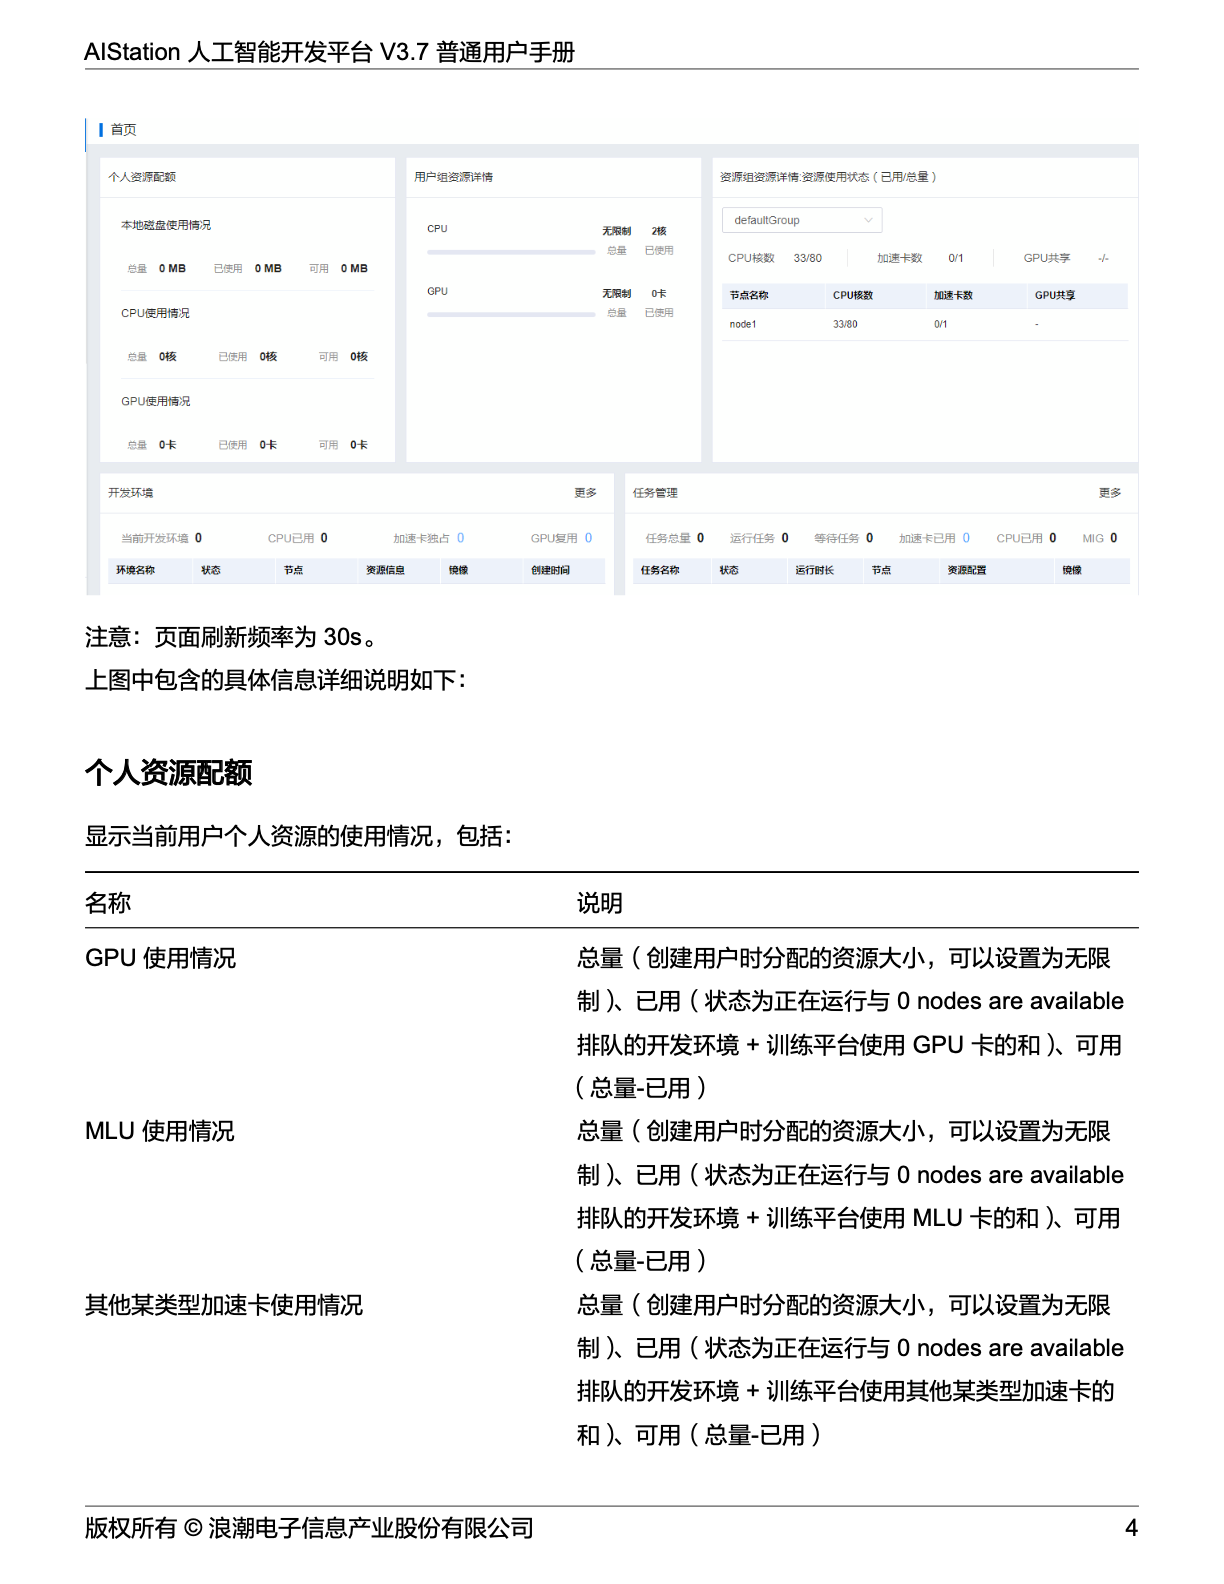 AIStation 人工智能开发平台 V3.7 普通用户手册
首页
个人资源配额
本地磁盘使用情况
总量 0 MB 已使用 0 MB 可用 0 MB
CPU使用情况
总量 0核 已使用 0核 可用 0核
GPU使用情况
总量 0卡 已使用 0卡 可用 0卡
用户组资源详情
CPU 无限制 2核
总量 已使用
GPU 无限制 0卡
总量 已使用
资源组资源详情:资源使用状态（已用/总量）
defaultGroup
CPU核数 33/80 加速卡数 0/1 GPU共享 -/-
节点名称 CPU核数 加速卡数 GPU共享
node1 33/80 0/1 -
开发环境 更多
当前开发环境 0 CPU已用 0 加速卡独占 0 GPU复用 0
环境名称 状态 节点 资源信息 镜像 创建时间
任务管理 更多
任务总量 0 运行任务 0 等待任务 0 加速卡已用 0 CPU已用 0 MIG 0
任务名称 状态 运行时长 节点 资源配置 镜像
注意：页面刷新频率为 30s。
上图中包含的具体信息详细说明如下：
个人资源配额
显示当前用户个人资源的使用情况，包括：
名称 说明
GPU 使用情况 总量（创建用户时分配的资源大小，可以设置为无限
制）、已用（状态为正在运行与 0 nodes are available
排队的开发环境 + 训练平台使用 GPU 卡的和）、可用
（总量-已用）
MLU 使用情况 总量（创建用户时分配的资源大小，可以设置为无限
制）、已用（状态为正在运行与 0 nodes are available
排队的开发环境 + 训练平台使用 MLU 卡的和）、可用
（总量-已用）
其他某类型加速卡使用情况 总量（创建用户时分配的资源大小，可以设置为无限
制）、已用（状态为正在运行与 0 nodes are available
排队的开发环境 + 训练平台使用其他某类型加速卡的
和）、可用（总量-已用）
版权所有 © 浪潮电子信息产业股份有限公司 4